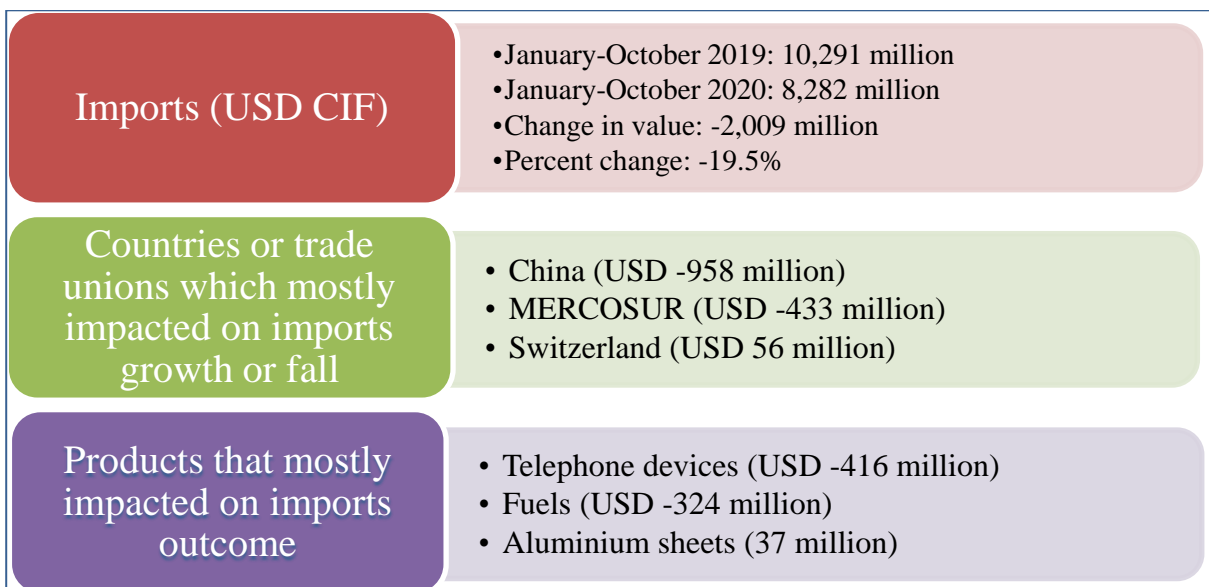 Imports (USD CIF)
•January-October 2019: 10,291 million
•January-October 2020: 8,282 million
•Change in value: -2,009 million
•Percent change: -19.5%
Countries or trade
unions which mostly
impacted on imports
growth or fall
• China (USD -958 million)
• MERCOSUR (USD -433 million)
• Switzerland (USD 56 million)
Products that mostly
impacted on imports
outcome
• Telephone devices (USD -416 million)
• Fuels (USD -324 million)
• Aluminium sheets (37 million)